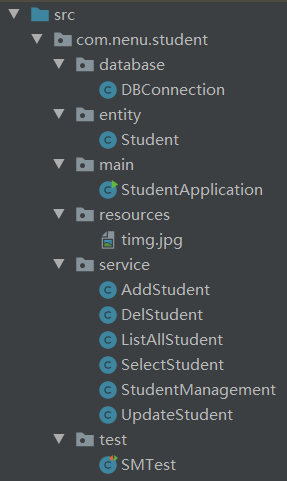 src
com.nenu.student
database
DBConnection
entity
Student
main
StudentApplication
resources
timg.jpg
service
AddStudent
DelStudent
ListAllStudent
SelectStudent
StudentManagement
UpdateStudent
test
SMTest